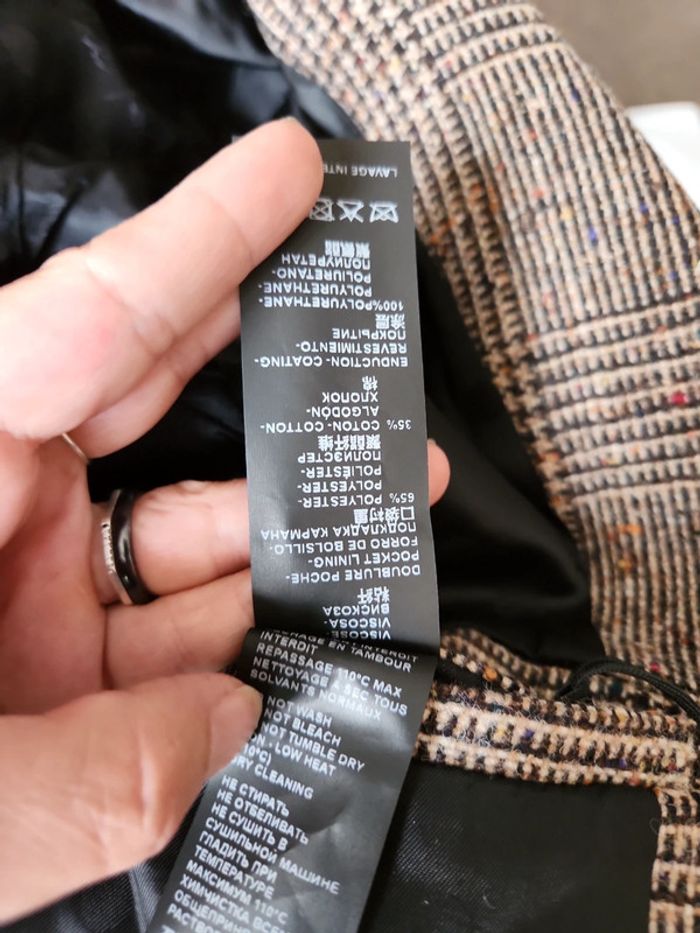 VISCOSE-
VISCOSA-
ВИСКОЗА
粘纤
DOUBLURE POCHE-
POCKET LINING-
FORRO DE BOLSILLO-
ПОДКЛАДКА КАРМАНА
口袋衬里
65% POLYESTER-
POLYESTER-
POLIÉSTER-
ПОЛИЭСТЕР
聚酯纤维
35% COTON- COTTON-
ALGODÓN-
ХЛОПОК
棉
ENDUCTION- COATING-
REVESTIMIENTO-
ПОКРЫТИЕ
涂层
100%POLYURETHANE-
POLYURETHANE-
POLIURETANO-
ПОЛИУРЕТАН
聚氨酯
LAVAGE INTE
EN TAMBOUR
INTERDIT
REPASSAGE 110°C MAX
NETTOYAGE A SEC TOUS
SOLVANTS NORMAUX
NOT WASH
NOT BLEACH
NOT TUMBLE DRY
- LOW HEAT
CLEANING
НЕ СТИРАТЬ
НЕ ОТБЕЛИВАТЬ
НЕ СУШИТЬ В
СУШИЛЬНОЙ МАШИНЕ
ГЛАДИТЬ ПРИ
ТЕМПЕРАТУРЕ
МАКСИМУМ 110°C
ХИМЧИСТКА